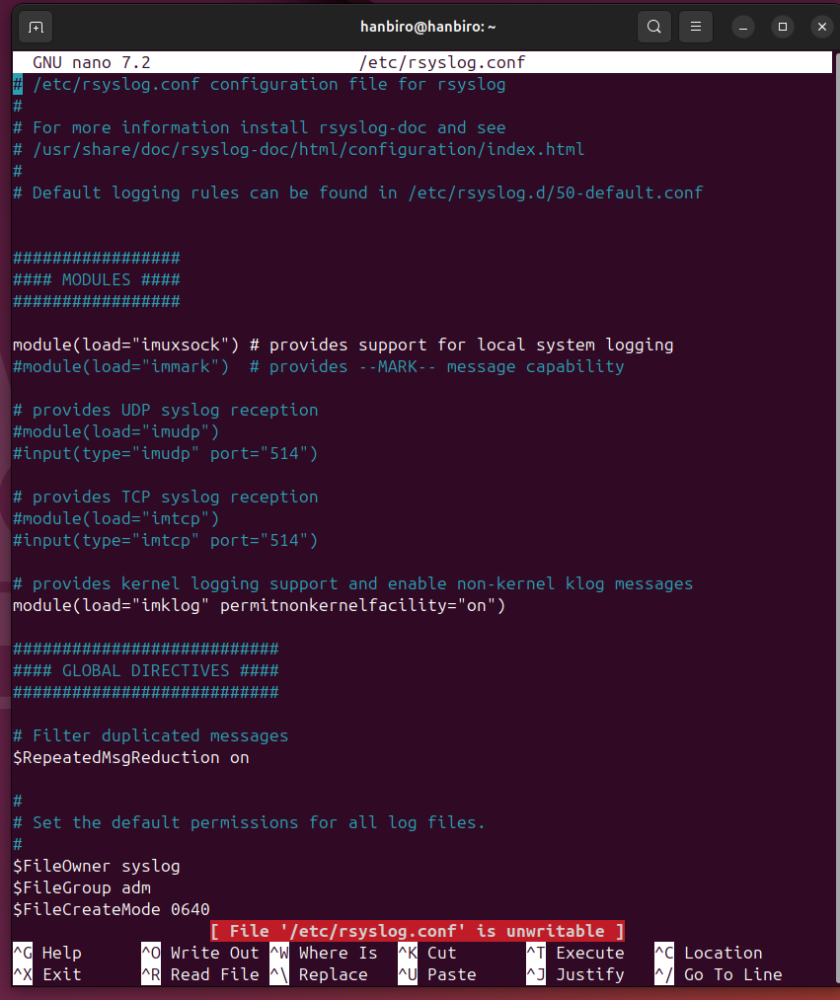 hanbiro@hanbiro: ~
GNU nano 7.2 /etc/rsyslog.conf
# /etc/rsyslog.conf configuration file for rsyslog
#
# For more information install rsyslog-doc and see
# /usr/share/doc/rsyslog-doc/html/configuration/index.html
#
# Default logging rules can be found in /etc/rsyslog.d/50-default.conf
#################
#### MODULES ####
#################
module(load="imuxsock") # provides support for local system logging
#module(load="immark")  # provides --MARK-- message capability
# provides UDP syslog reception
#module(load="imudp")
#input(type="imudp" port="514")
# provides TCP syslog reception
#module(load="imtcp")
#input(type="imtcp" port="514")
# provides kernel logging support and enable non-kernel klog messages
module(load="imklog" permitnonkernelfacility="on")
###########################
#### GLOBAL DIRECTIVES ####
###########################
# Filter duplicated messages
$RepeatedMsgReduction on
#
# Set the default permissions for all log files.
#
$FileOwner syslog
$FileGroup adm
$FileCreateMode 0640
[ File '/etc/rsyslog.conf' is unwritable ]
^G Help ^O Write Out ^W Where Is ^K Cut ^T Execute ^C Location
^X Exit ^R Read File ^\ Replace ^U Paste ^J Justify ^/ Go To Line